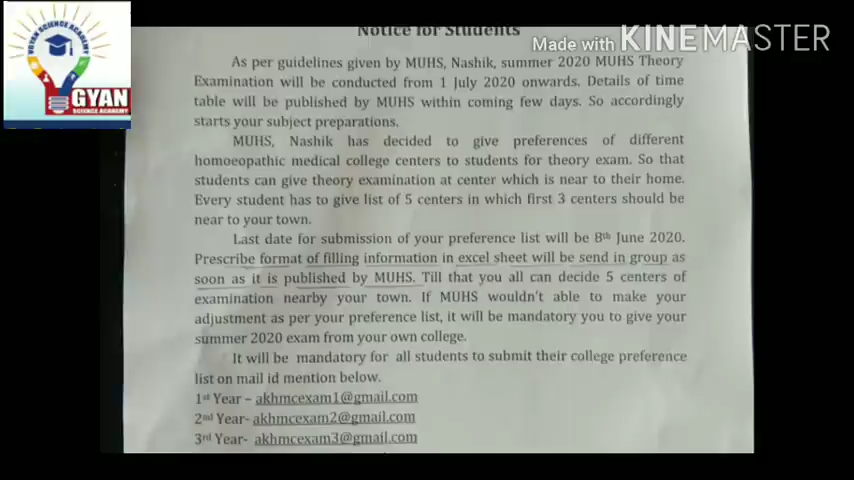 Notice for Students
Made with KINEMASTER
GYAN SCIENCE ACADEMY
GYAN
SCIENCE ACADEMY
As per guidelines given by MUHS, Nashik, summer 2020 MUHS Theory
Examination will be conducted from 1 July 2020 onwards. Details of time
table will be published by MUHS within coming few days. So accordingly
starts your subject preparations.
MUHS, Nashik has decided to give preferences of different
homoeopathic medical college centers to students for theory exam. So that
students can give theory examination at center which is near to their home.
Every student has to give list of 5 centers in which first 3 centers should be
near to your town.
Last date for submission of your preference list will be 8th June 2020.
Prescribe format of filling information in excel sheet will be send in group as
soon as it is published by MUHS. Till that you all can decide 5 centers of
examination nearby your town. If MUHS wouldn't able to make your
adjustment as per your preference list, it will be mandatory you to give your
summer 2020 exam from your own college.
It will be mandatory for all students to submit their college preference
list on mail id mention below.
1st Year – akhmcexam1@gmail.com
2nd Year- akhmcexam2@gmail.com
3rd Year- akhmcexam3@gmail.com